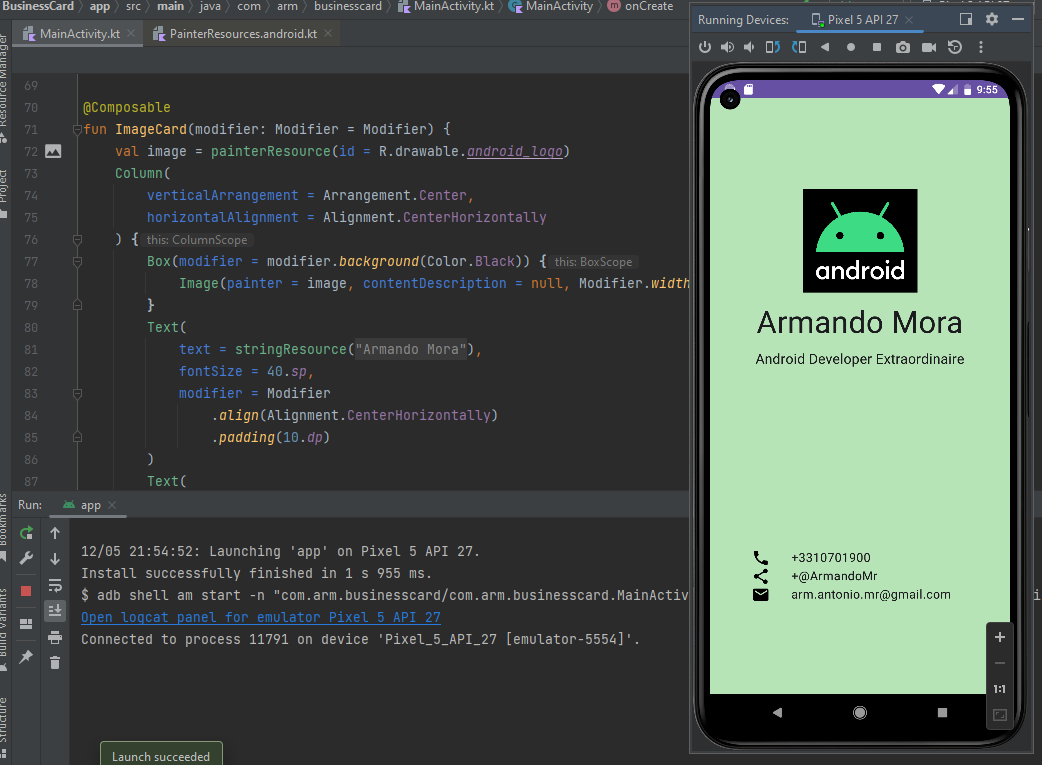 BusinessCard app src main java com arm businesscard MainActivity.kt MainActivity onCreate
MainActivity.kt
PainterResources.android.kt
Resource Manager
Project
Bookmarks
Build Variants
Structure
69
70 @Composable
71 fun ImageCard(modifier: Modifier = Modifier) {
72 val image = painterResource(id = R.drawable.android_logo)
73 Column(
74 verticalArrangement = Arrangement.Center,
75 horizontalAlignment = Alignment.CenterHorizontally
76 ) { this: ColumnScope
77 Box(modifier = modifier.background(Color.Black)) { this: BoxScope
78 Image(painter = image, contentDescription = null, Modifier.width
79 }
80 Text(
81 text = stringResource("Armando Mora"),
82 fontSize = 40.sp,
83 modifier = Modifier
84 .align(Alignment.CenterHorizontally)
85 .padding(10.dp)
86 )
87 Text(
Run: app
12/05 21:54:52: Launching 'app' on Pixel 5 API 27.
Install successfully finished in 1 s 955 ms.
$ adb shell am start -n "com.arm.businesscard/com.arm.businesscard.MainActiv
Open logcat panel for emulator Pixel 5 API 27
Connected to process 11791 on device 'Pixel_5_API_27 [emulator-5554]'.
Launch succeeded
Running Devices: Pixel 5 API 27
9:55
android
Armando Mora
Android Developer Extraordinaire
+3310701900
+@ArmandoMr
arm.antonio.mr@gmail.com
1:1